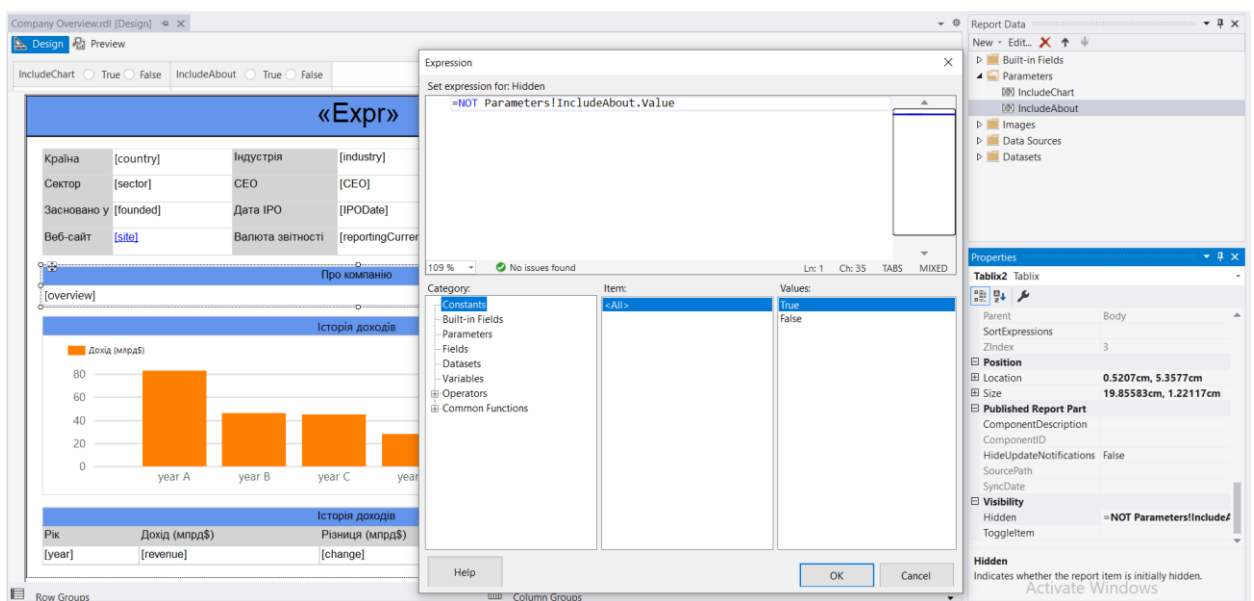 Company Overview.rdl [Design]
Design Preview
IncludeChart True False IncludeAbout True False
«Expr»
Країна [country] Індустрія [industry]
Сектор [sector] CEO [CEO]
Засновано у [founded] Дата IPO [IPODate]
Веб-сайт [site] Валюта звітності [reportingCurrer
Про компанію
[overview]
Історія доходів
Дохід (млрд$)
80
60
40
20
0
year A year B year C year
Історія доходів
Рік Дохід (млрд$) Різниця (млрд$)
[year] [revenue] [change]
Row Groups Column Groups
Expression
Set expression for: Hidden
=NOT Parameters!IncludeAbout.Value
109 % No issues found Ln: 1 Ch: 35 TABS MIXED
Category: Item: Values:
Constants <All> True
Built-in Fields False
Parameters
Fields
Datasets
Variables
Operators
Common Functions
Help OK Cancel
Report Data
New Edit...
Built-in Fields
Parameters
IncludeChart
IncludeAbout
Images
Data Sources
Datasets
Properties
Tablix2 Tablix
Parent Body
SortExpressions
ZIndex 3
Position
Location 0.5207cm, 5.3577cm
Size 19.85583cm, 1.22117cm
Published Report Part
ComponentDescription
ComponentID
HideUpdateNotifications False
SourcePath
SyncDate
Visibility
Hidden =NOT Parameters!IncludeA
ToggleItem
Hidden
Indicates whether the report item is initially hidden.
Activate Windows